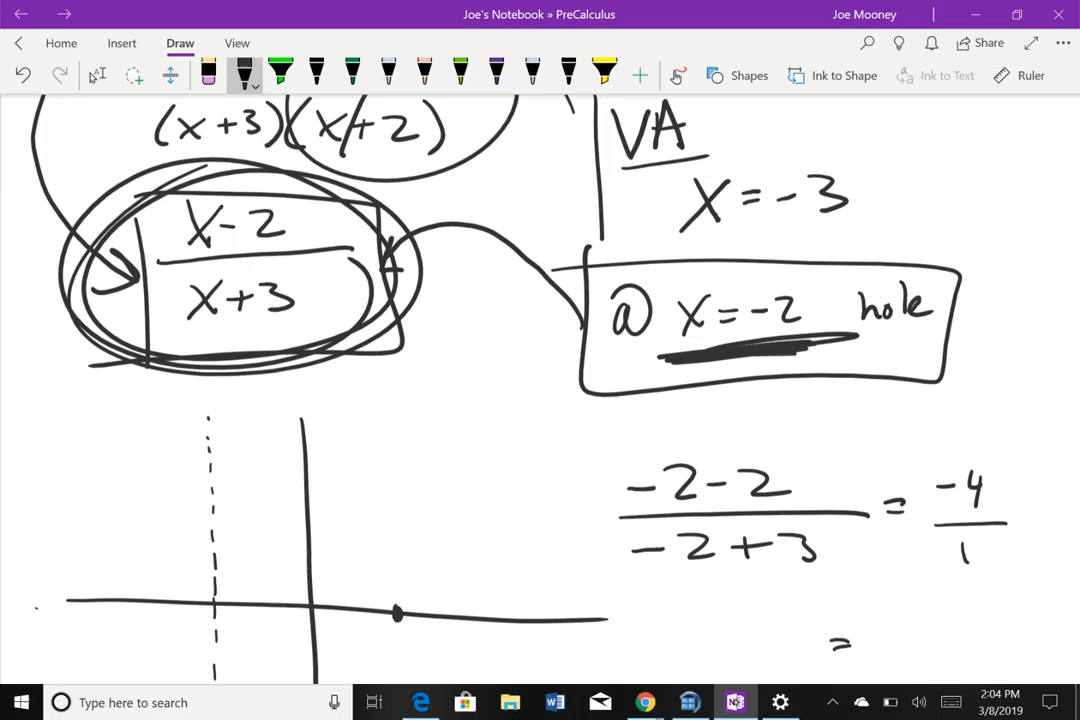 Joe's Notebook » PreCalculus
Joe Mooney
Home Insert Draw View
Share
Shapes
Ink to Shape
Ink to Text
Ruler
(x+3)(x+2)
VA
x = -3
x-2
x+3
@ x = -2 hole
-2-2
-2+3
=
-4
1
=
Type here to search
2:04 PM
3/8/2019